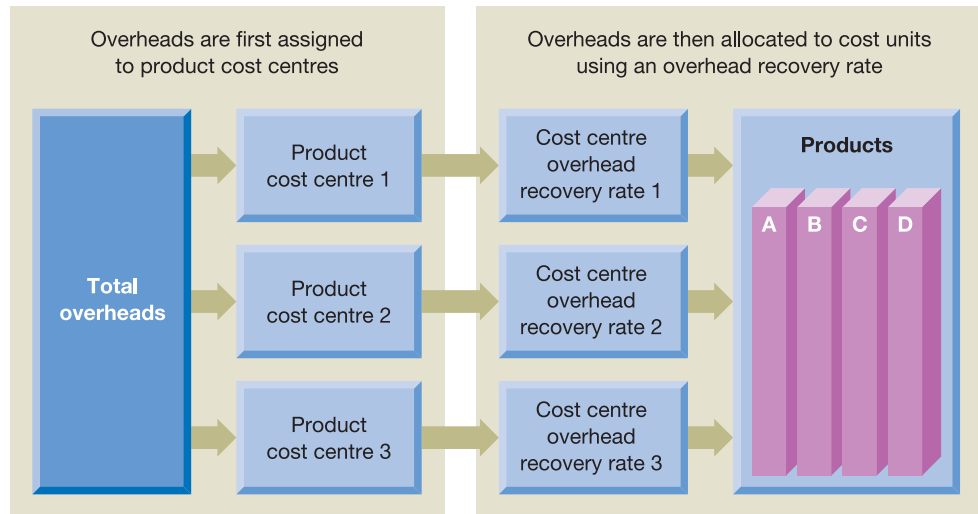 Overheads are first assigned
to product cost centres
Overheads are then allocated to cost units
using an overhead recovery rate
Total
overheads
Product
cost centre 1
Cost centre
overhead
recovery rate 1
Product
cost centre 2
Cost centre
overhead
recovery rate 2
Product
cost centre 3
Cost centre
overhead
recovery rate 3
Products
A B C D